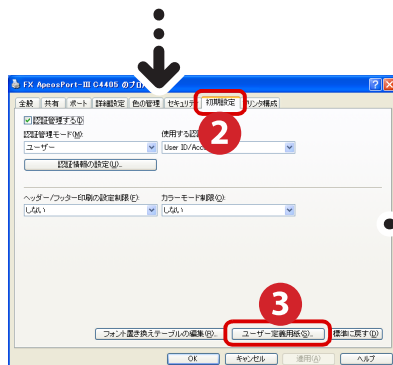 FX ApeosPort-III C4405 のプロ
全般 共有 ポート 詳細設定 色の管理 セキュリテ 初期設定 リンタ構成
2
認証管理する(J)
認証管理モード(M): 使用する認証
ユーザー User ID/Acco
認証情報の設定(U)...
ヘッダー/フッター印刷の設定制限(F): カラーモード制限(O):
しない しない
3
フォント置き換えテーブルの編集(R)... ユーザー定義用紙(S)... 標準に戻す(D)
OK キャンセル 適用(A) ヘルプ